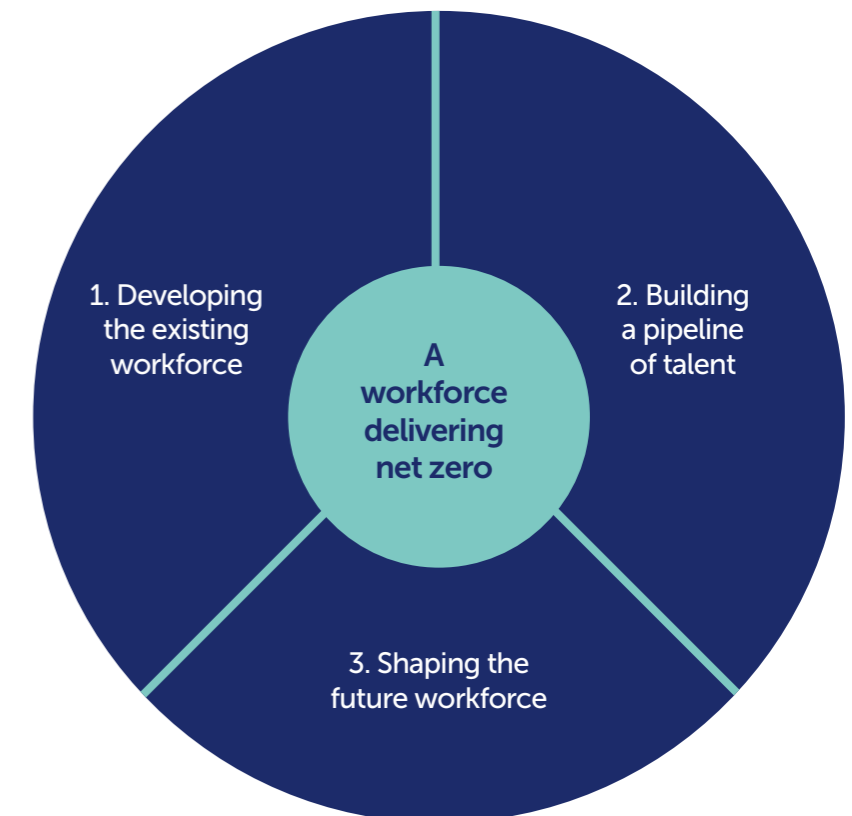 1. Developing
the existing
workforce
2. Building
a pipeline
of talent
A
workforce
delivering
net zero
3. Shaping the
future workforce